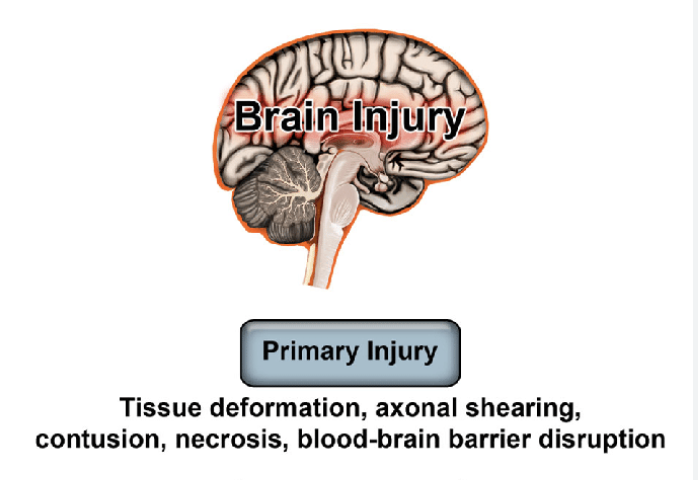 Brain Injury
Primary Injury
Tissue deformation, axonal shearing,
contusion, necrosis, blood-brain barrier disruption